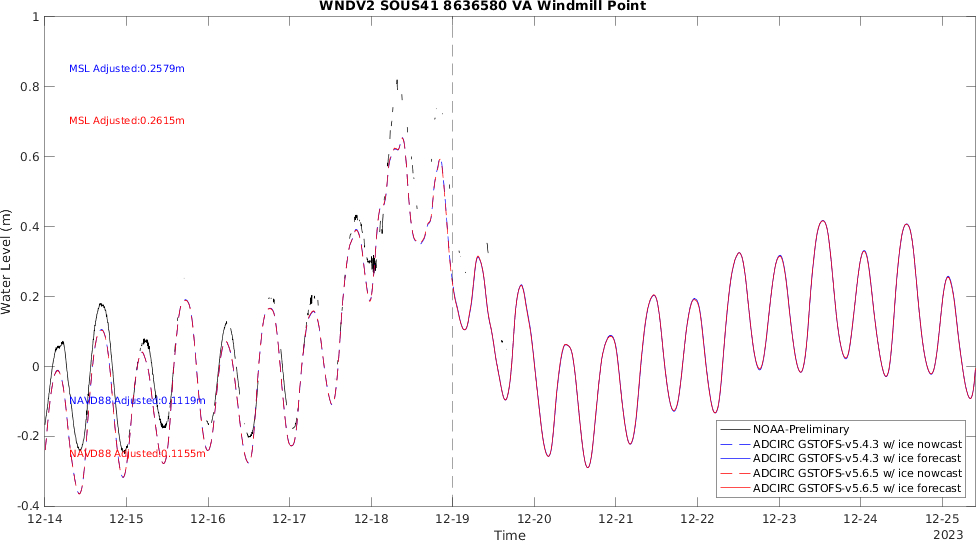 WNDV2 SOUS41 8636580 VA Windmill Point
1
0.8
0.6
0.4
0.2
0
-0.2
-0.4
Water Level (m)
MSL Adjusted:0.2579m
MSL Adjusted:0.2615m
NAVD88 Adjusted:0.1119m
NAVD88 Adjusted:0.1155m
NOAA-Preliminary
ADCIRC GSTOFS-v5.4.3 w/ ice nowcast
ADCIRC GSTOFS-v5.4.3 w/ ice forecast
ADCIRC GSTOFS-v5.6.5 w/ ice nowcast
ADCIRC GSTOFS-v5.6.5 w/ ice forecast
12-14 12-15 12-16 12-17 12-18 12-19 12-20 12-21 12-22 12-23 12-24 12-25
Time
2023